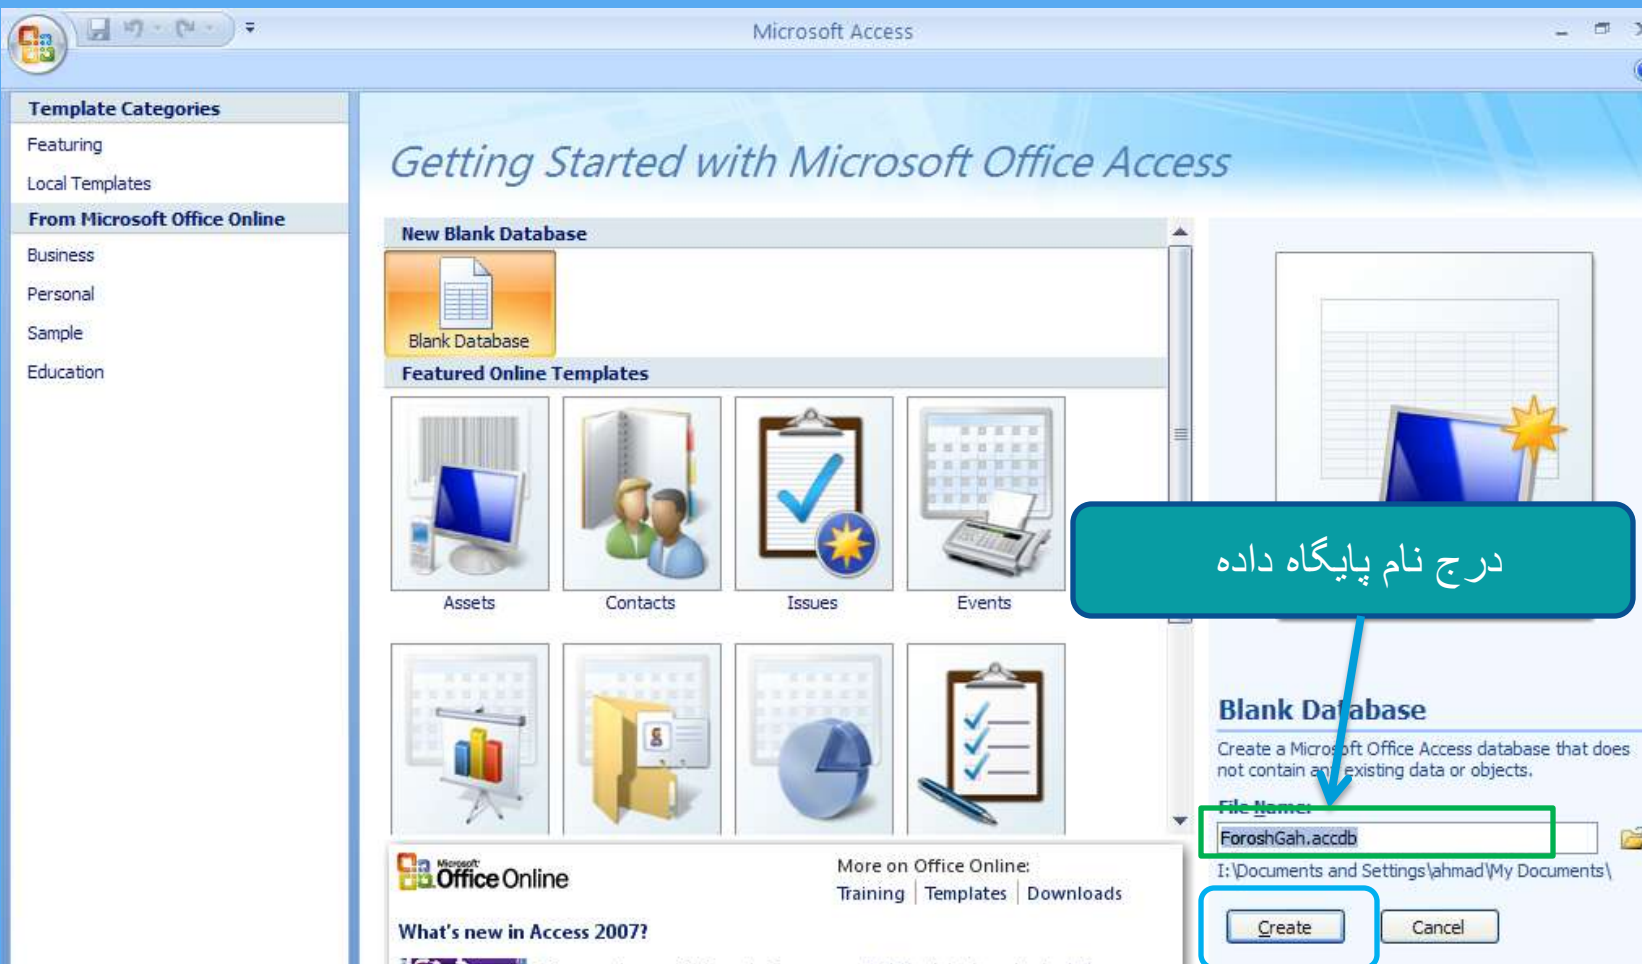 Microsoft Access
Template Categories
Featuring
Local Templates
From Microsoft Office Online
Business
Personal
Sample
Education
Getting Started with Microsoft Office Access
New Blank Database
Blank Database
Featured Online Templates
Assets
Contacts
Issues
Events
درج نام پایگاه داده
Blank Database
Create a Microsoft Office Access database that does
not contain any existing data or objects.
File Name:
ForoshGah.accdb
I:\Documents and Settings\ahmad\My Documents\
Create
Cancel
Microsoft
Office Online
More on Office Online:
Training
Templates
Downloads
What's new in Access 2007?